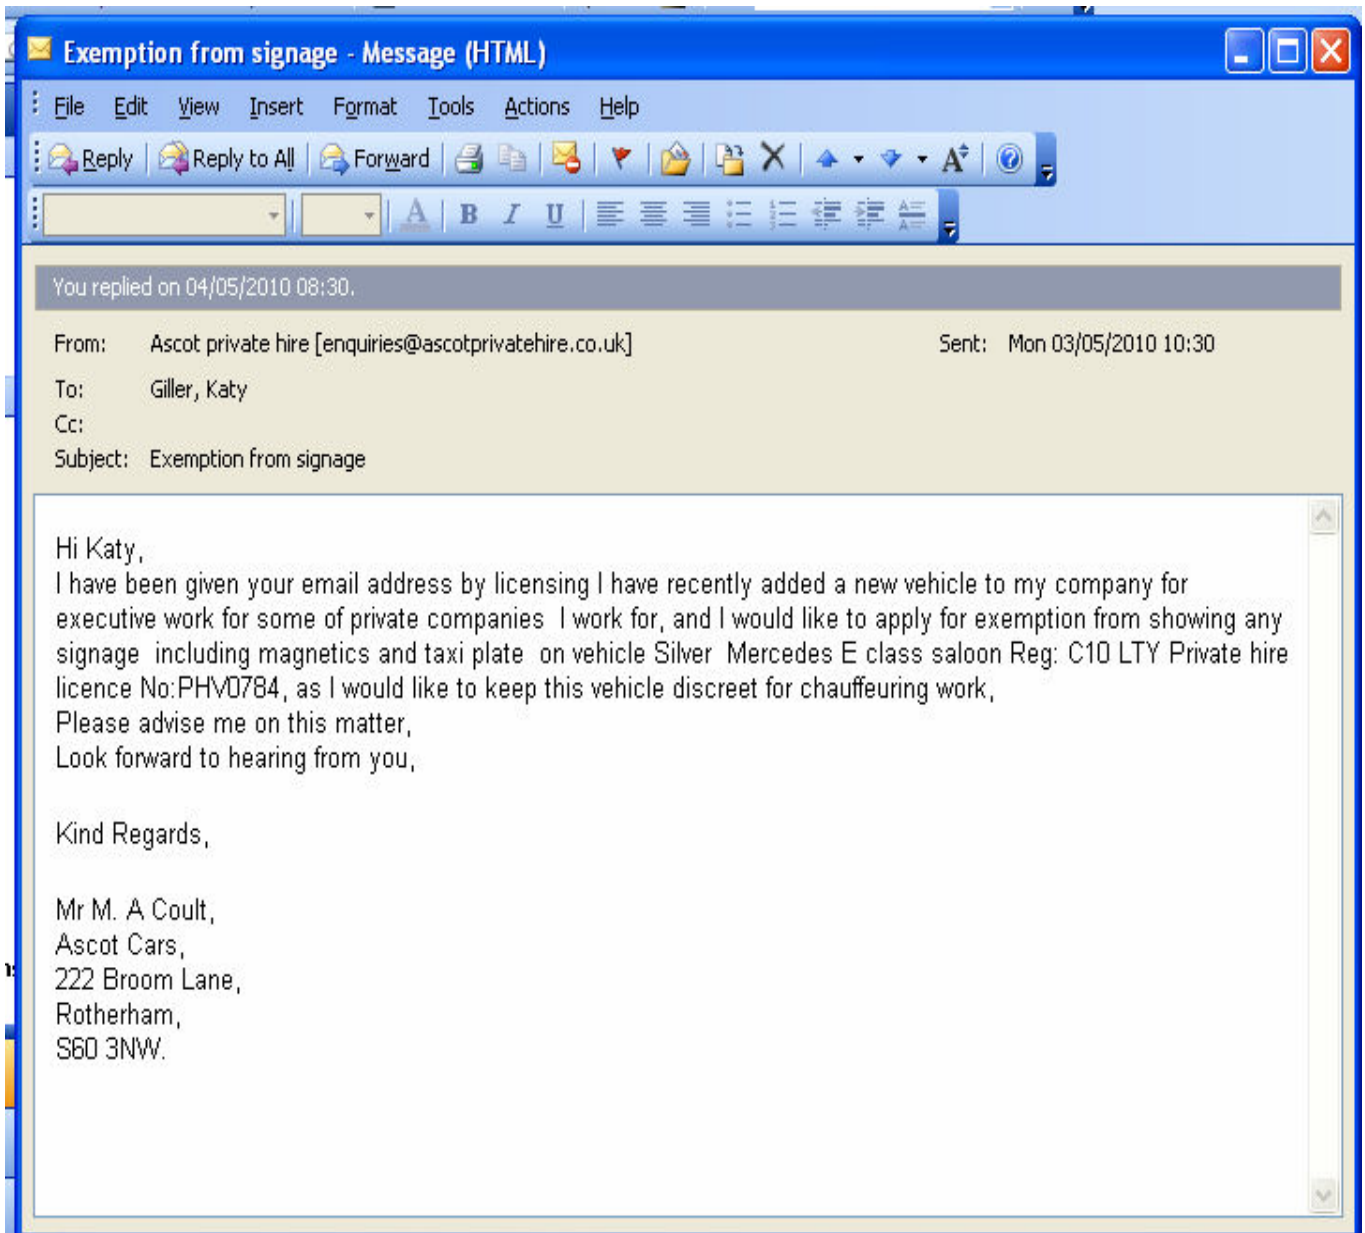 Exemption from signage - Message (HTML)
File Edit View Insert Format Tools Actions Help
Reply Reply to All Forward
You replied on 04/05/2010 08:30.
From: Ascot private hire [enquiries@ascotprivatehire.co.uk] Sent: Mon 03/05/2010 10:30
To: Giller, Katy
Cc:
Subject: Exemption from signage
Hi Katy,
I have been given your email address by licensing I have recently added a new vehicle to my company for
executive work for some of private companies  I work for, and I would like to apply for exemption from showing any
signage  including magnetics and taxi plate  on vehicle Silver  Mercedes E class saloon Reg: C10 LTY Private hire
licence No:PHV0784, as I would like to keep this vehicle discreet for chauffeuring work,
Please advise me on this matter,
Look forward to hearing from you,
Kind Regards,
Mr M. A Coult,
Ascot Cars,
222 Broom Lane,
Rotherham,
S60 3NW.